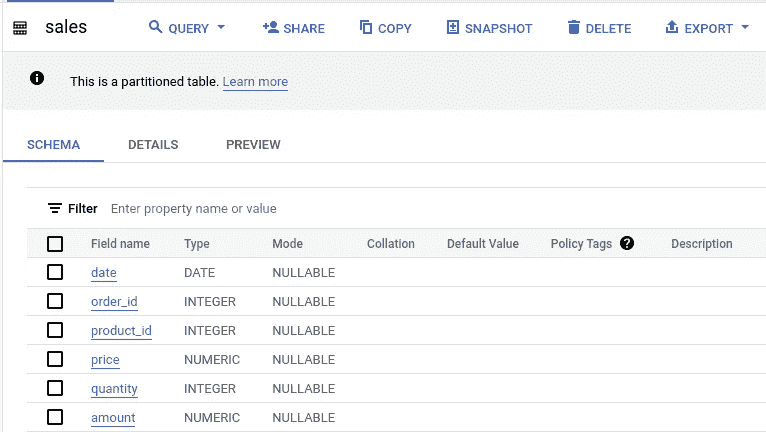 sales QUERY SHARE COPY SNAPSHOT DELETE EXPORT
This is a partitioned table. Learn more
SCHEMA DETAILS PREVIEW
Filter Enter property name or value
Field name Type Mode Collation Default Value Policy Tags ? Description
date DATE NULLABLE
order_id INTEGER NULLABLE
product_id INTEGER NULLABLE
price NUMERIC NULLABLE
quantity INTEGER NULLABLE
amount NUMERIC NULLABLE